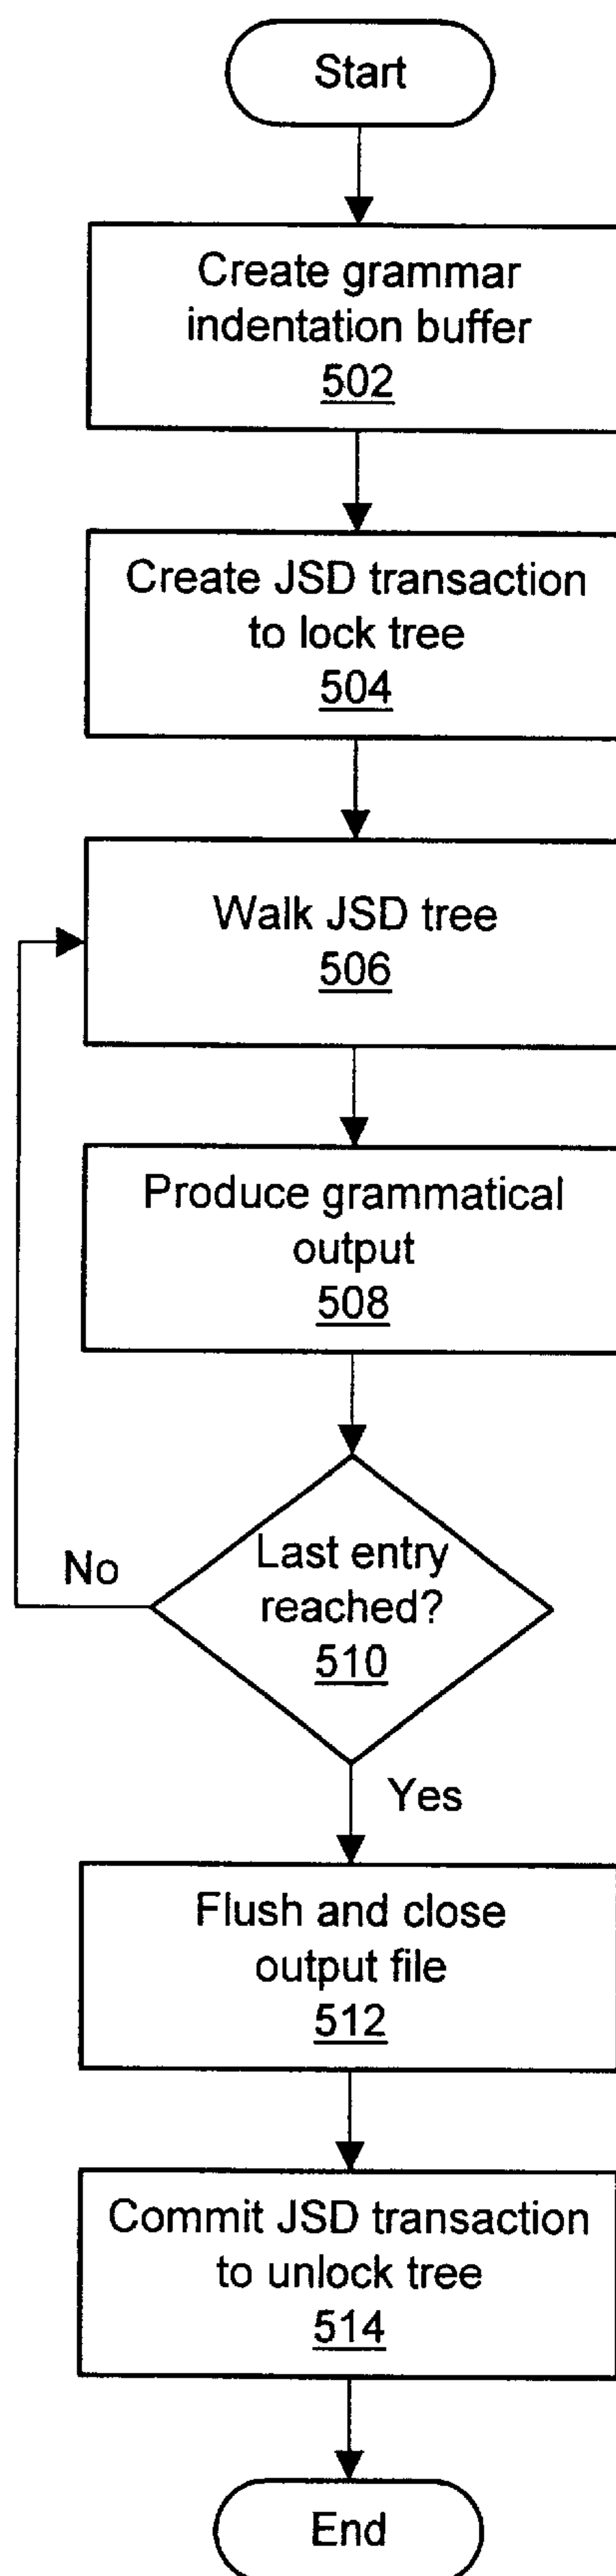 Start
Create grammar
indentation buffer
502
Create JSD transaction
to lock tree
504
Walk JSD tree
506
Produce grammatical
output
508
Last entry
reached?
510
No
Yes
Flush and close
output file
512
Commit JSD transaction
to unlock tree
514
End